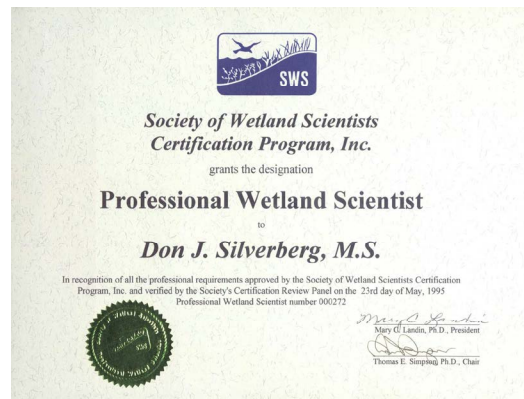 SWS
Society of Wetland Scientists
Certification Program, Inc.
grants the designation
Professional Wetland Scientist
to
Don J. Silverberg, M.S.
In recognition of all the professional requirements approved by the Society of Wetland Scientists Certification
Program, Inc. and verified by the Society's Certification Review Panel on the 23rd day of May, 1995
Professional Wetland Scientist number 000272
Mary C. Landin, Ph.D., President
Thomas E. Simpson, Ph.D., Chair